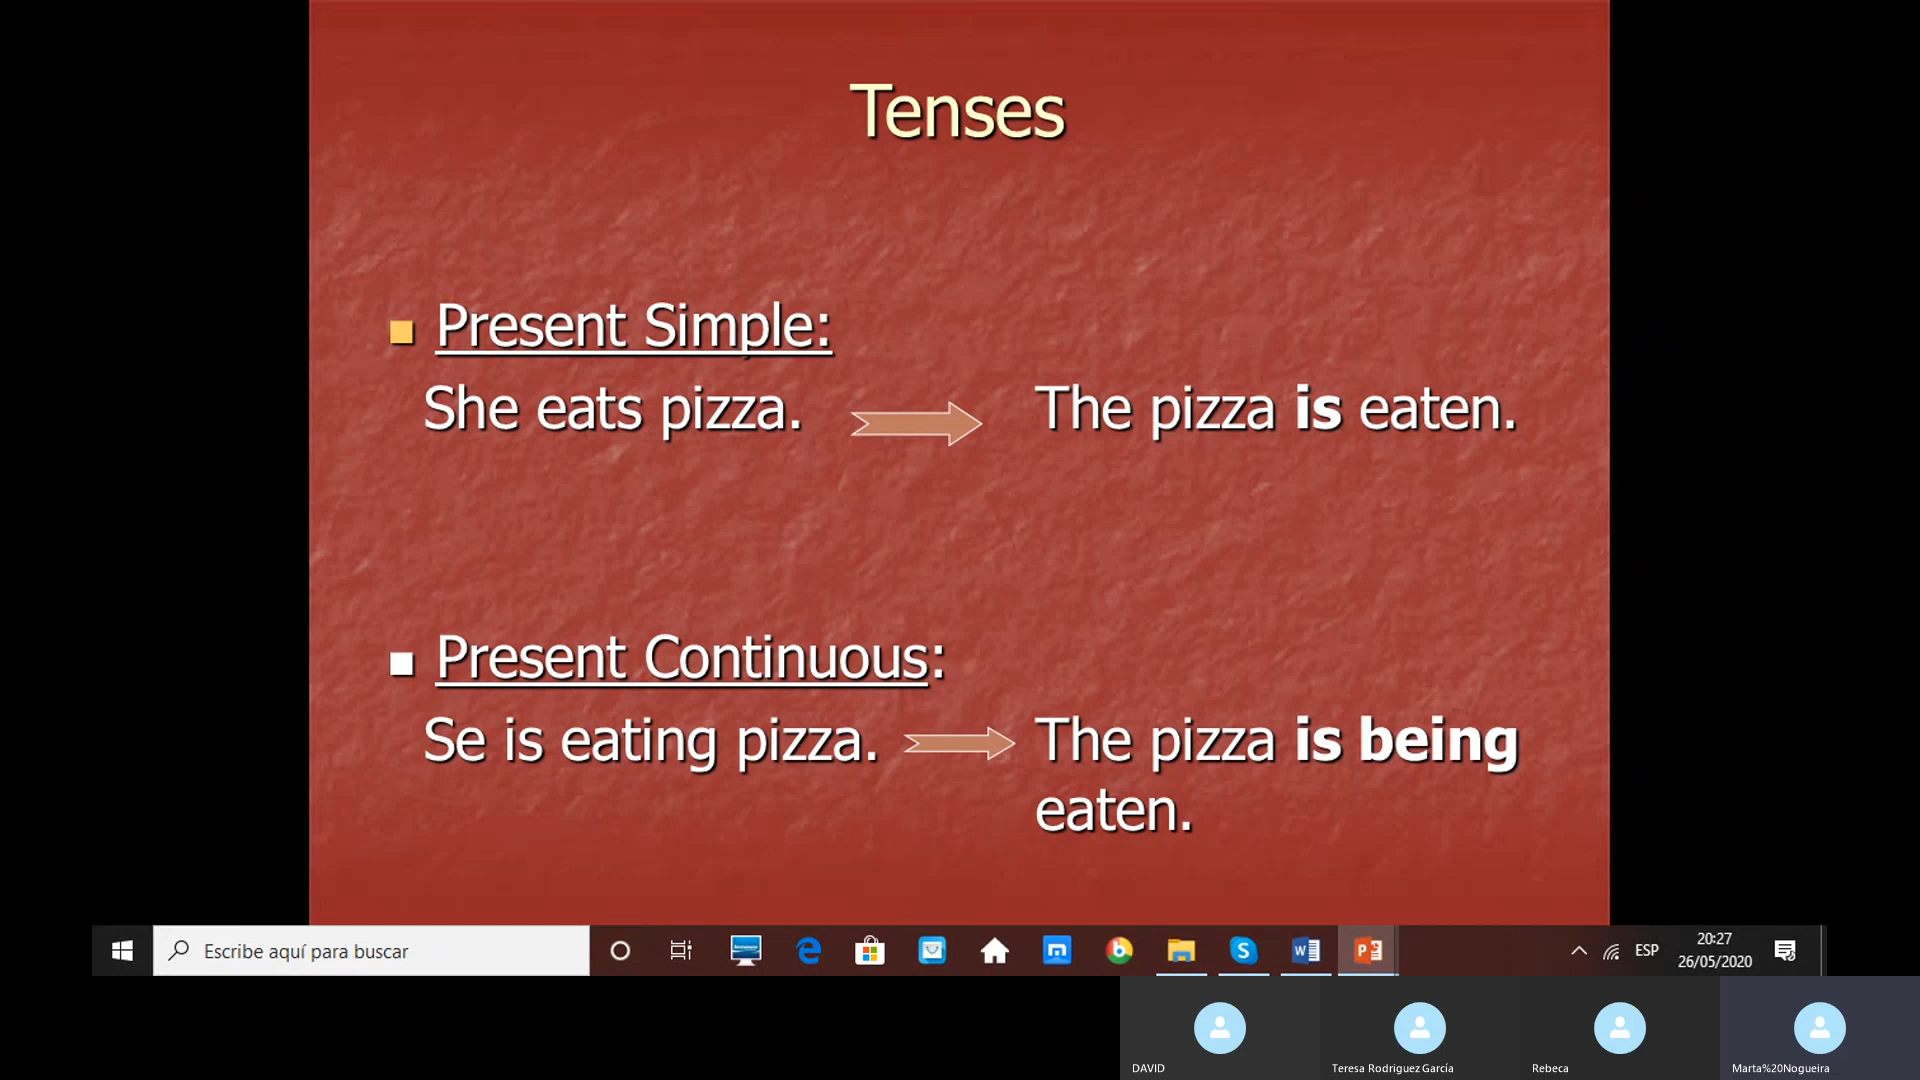 Tenses
Present Simple:
She eats pizza.
The pizza is eaten.
Present Continuous:
Se is eating pizza.
The pizza is being
eaten.
Escribe aquí para buscar
ESP
20:27
26/05/2020
DAVID
Teresa Rodriguez García
Rebeca
Marta%20Nogueira